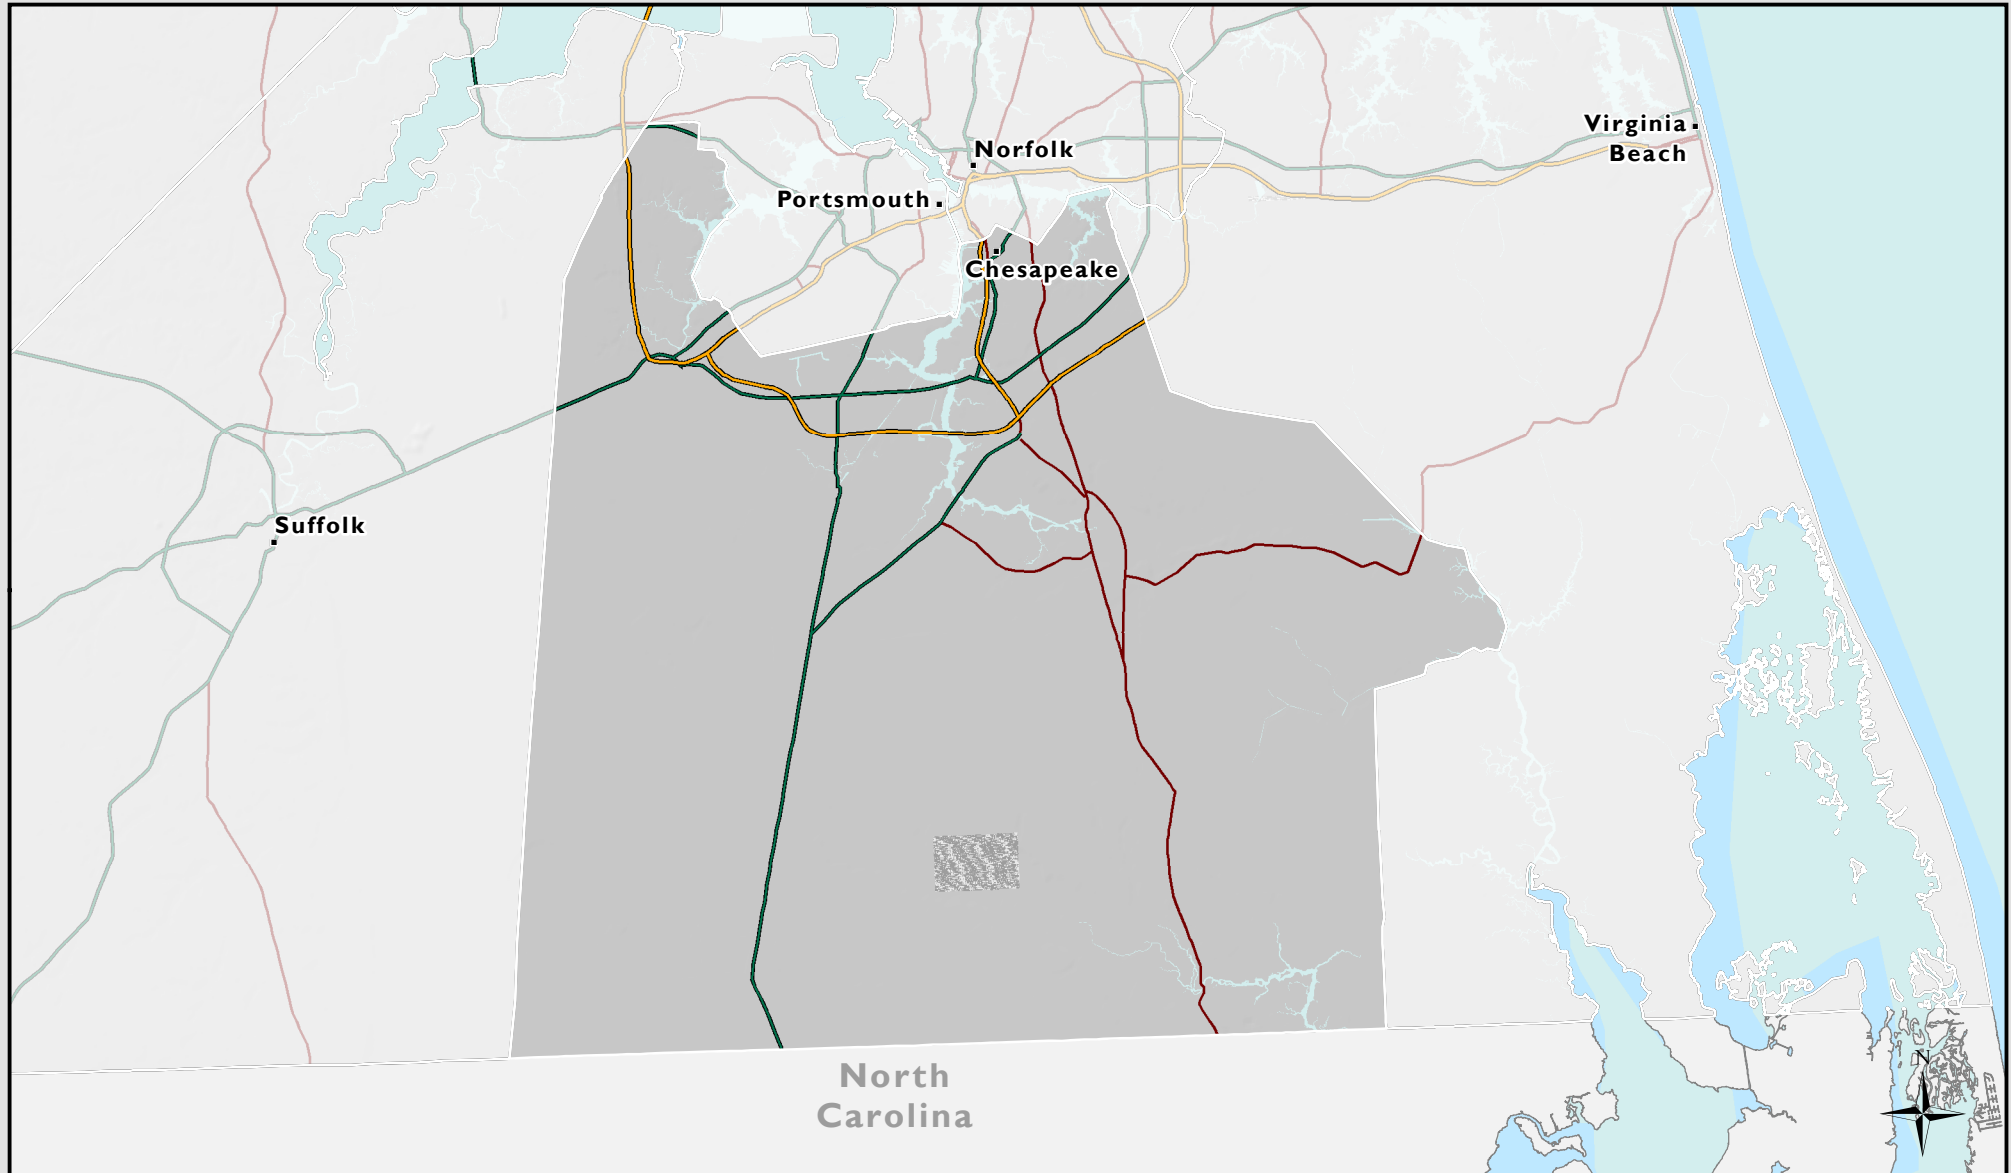 Virginia
Beach
Norfolk
Portsmouth
Chesapeake
Suffolk
North
Carolina
N